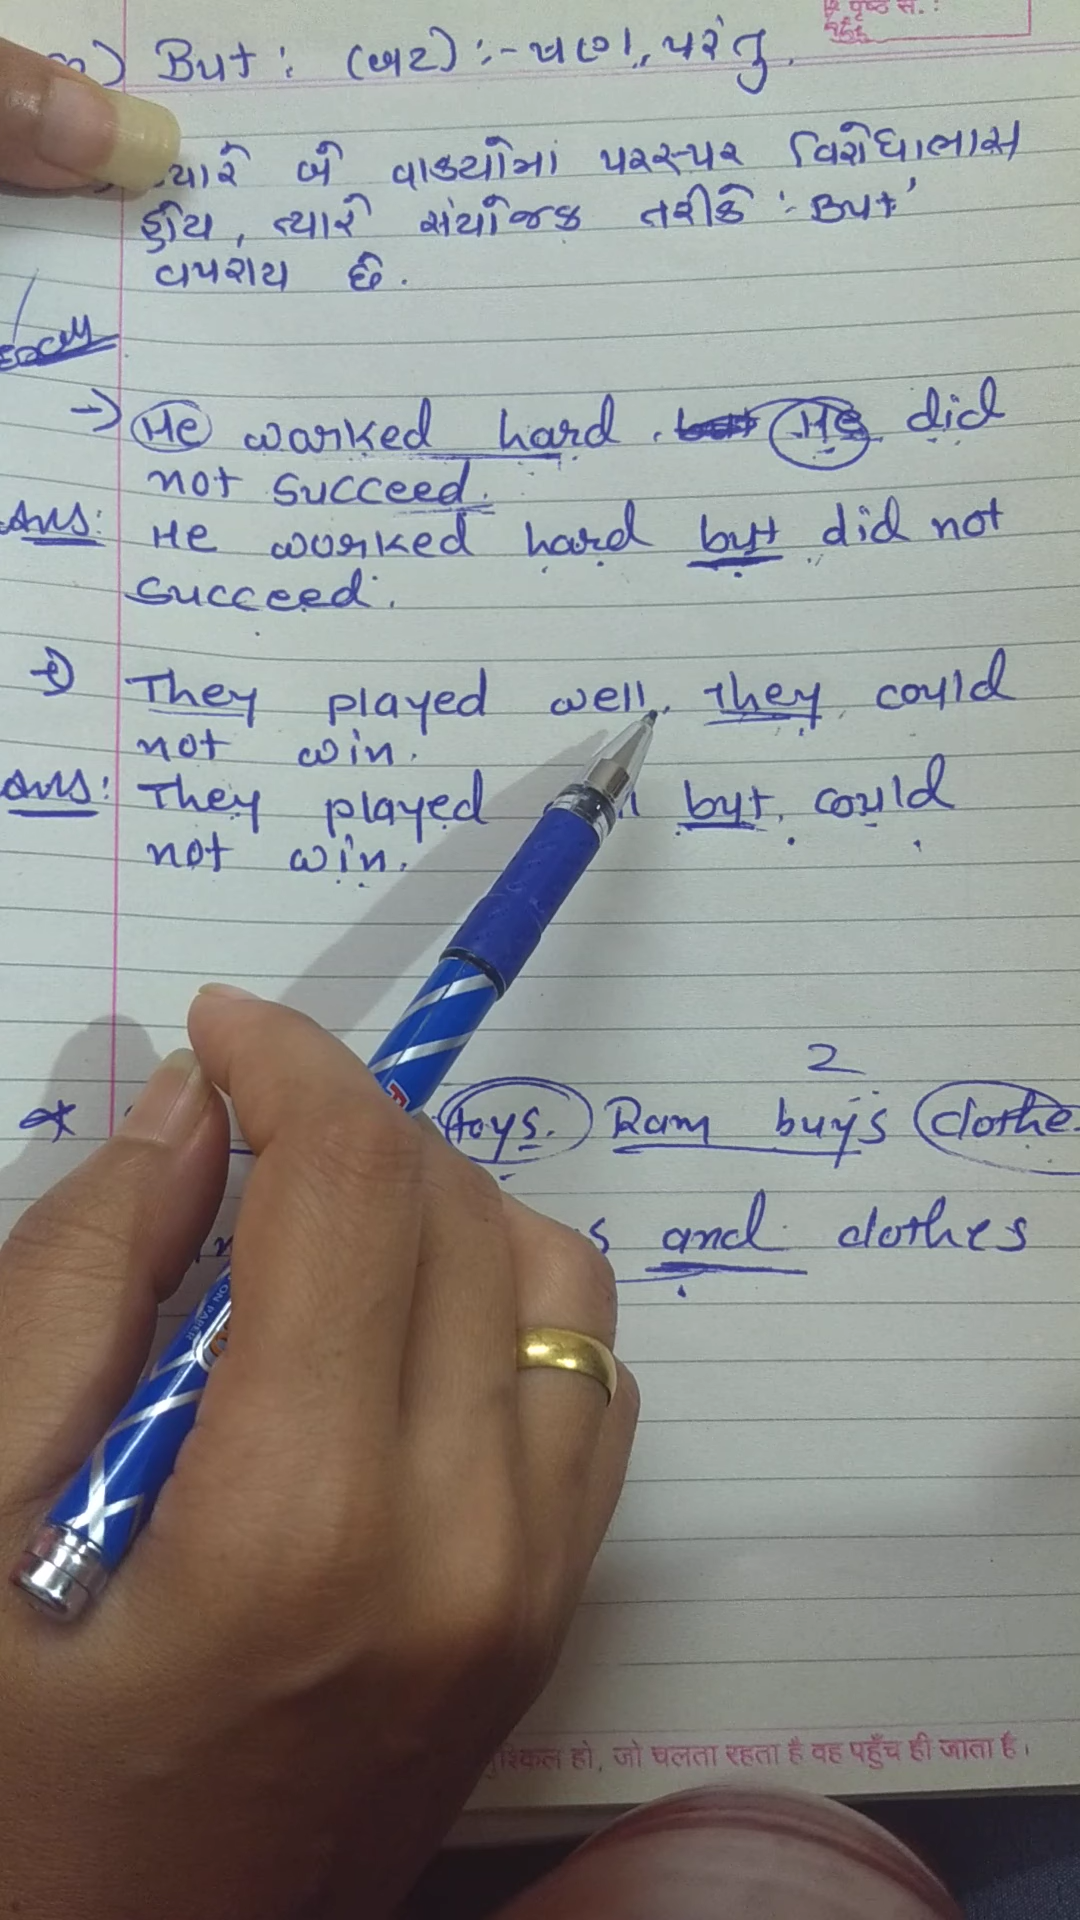 But : (બટ) :- પણ, પરંતુ.
બે વાક્યોમાં પરસ્પર વિરોધાભાસ
હોય, ત્યારે સંયોજક તરીકે :- But'
વપરાય છે.
→ He worked hard. He did
not succeed.
Ans: He worked hard but did not
succeed.
→ They played well. They could
not win.
Ans: They played but could
not win.
2
toys. Ram buys clothe
and clothes
हो, जो चलता रहता है वह पहुँच ही जाता है।